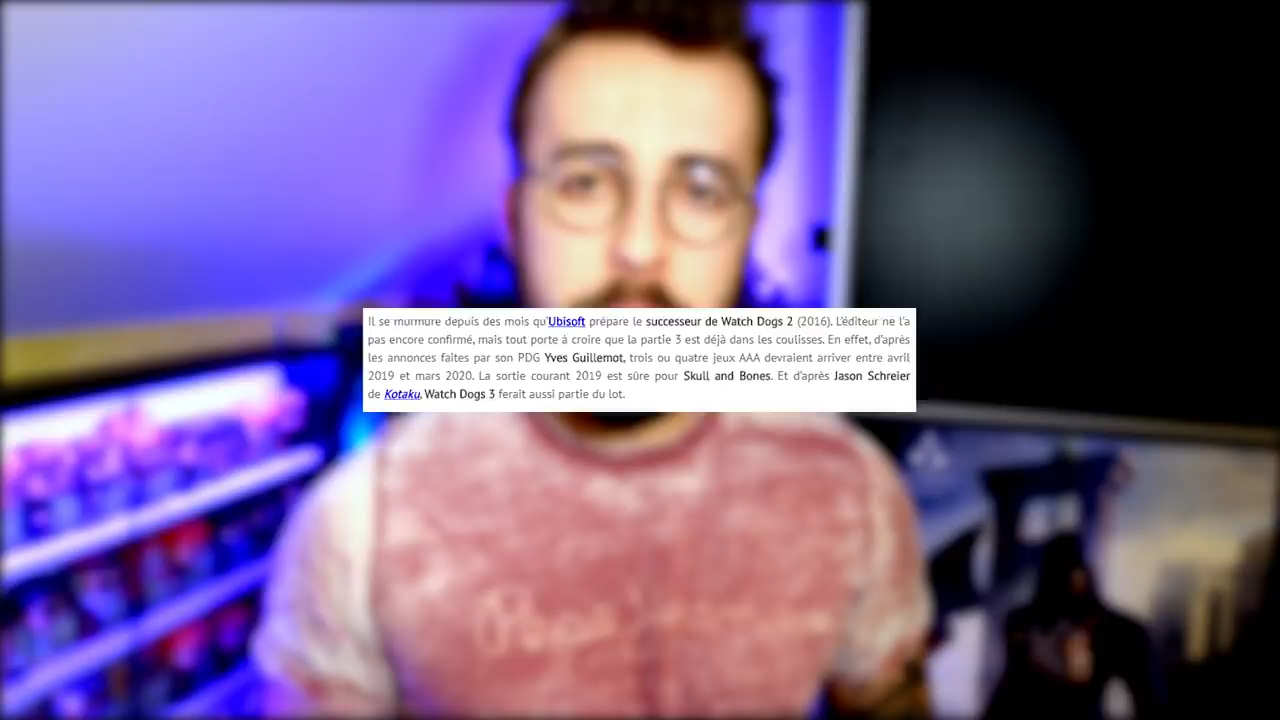 Il se murmure depuis des mois qu'Ubisoft prépare le successeur de Watch Dogs 2 (2016). L'éditeur ne l'a
pas encore confirmé, mais tout porte à croire que la partie 3 est déjà dans les coulisses. En effet, d'après
les annonces faites par son PDG Yves Guillemot, trois ou quatre jeux AAA devraient arriver entre avril
2019 et mars 2020. La sortie courant 2019 est sûre pour Skull and Bones. Et d'après Jason Schreier
de Kotaku, Watch Dogs 3 ferait aussi partie du lot.